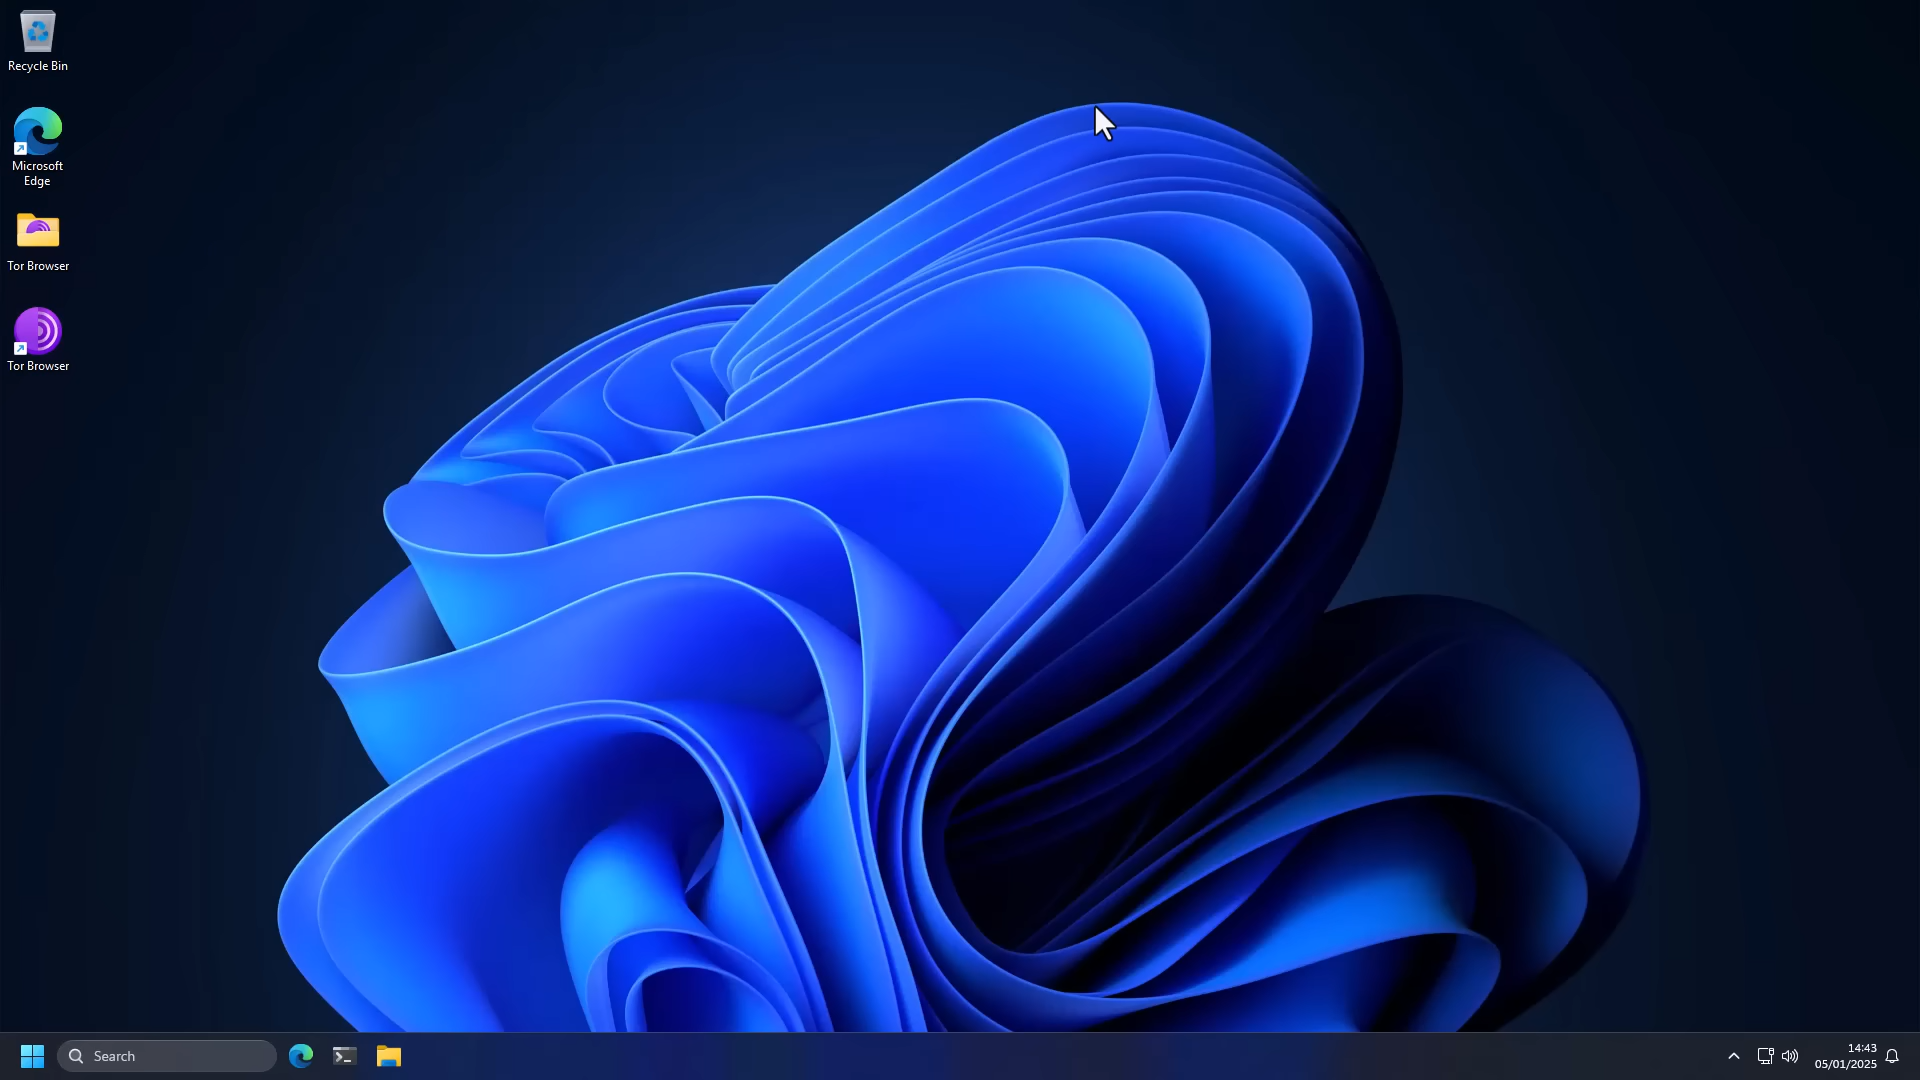 Recycle Bin
Microsoft
Edge
Tor Browser
Tor Browser
Search
14:43
05/01/2025